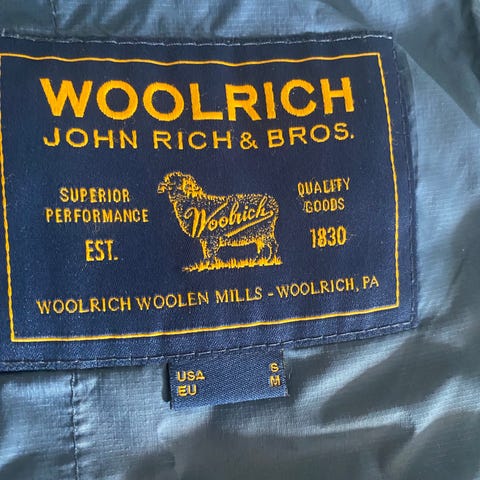 WOOLRICH
JOHN RICH & BROS.
SUPERIOR
PERFORMANCE
EST.
Woolrich
QUALITY
GOODS
1830
WOOLRICH WOOLEN MILLS - WOOLRICH, PA
USA S
EU M